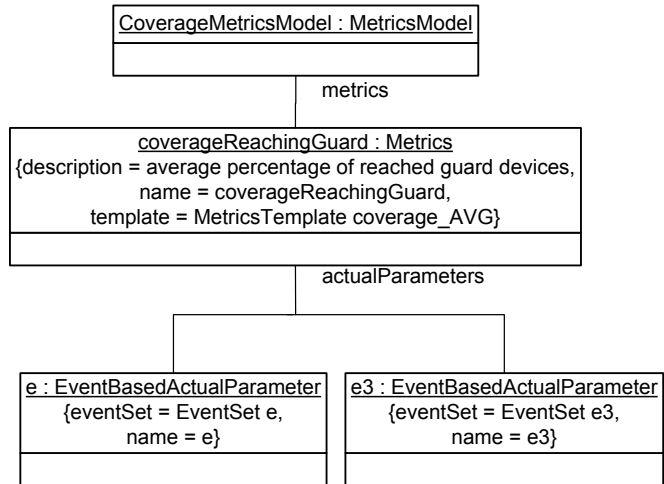 CoverageMetricsModel : MetricsModel
metrics
coverageReachingGuard : Metrics
{description = average percentage of reached guard devices,
name = coverageReachingGuard,
template = MetricsTemplate coverage_AVG}
actualParameters
e : EventBasedActualParameter
{eventSet = EventSet e,
name = e}
e3 : EventBasedActualParameter
{eventSet = EventSet e3,
name = e3}